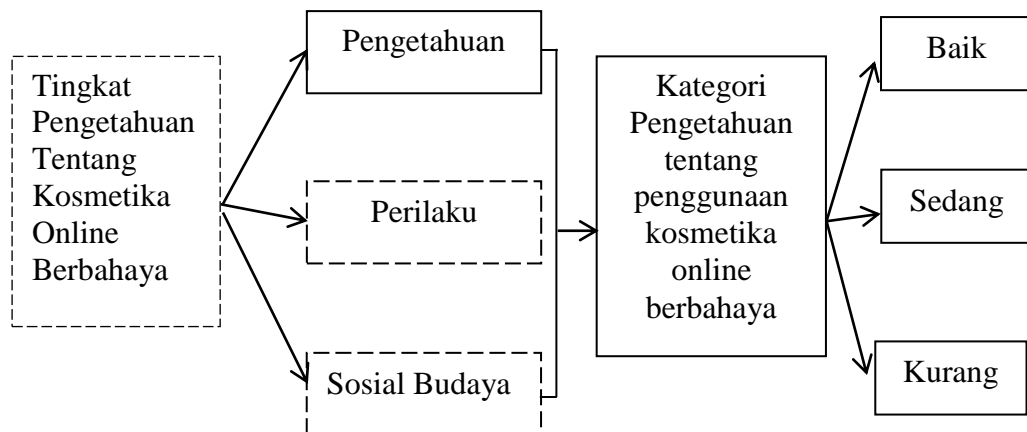 Tingkat
Pengetahuan
Tentang
Kosmetika
Online
Berbahaya
Pengetahuan
Perilaku
Sosial Budaya
Kategori
Pengetahuan
tentang
penggunaan
kosmetika
online
berbahaya
Baik
Sedang
Kurang